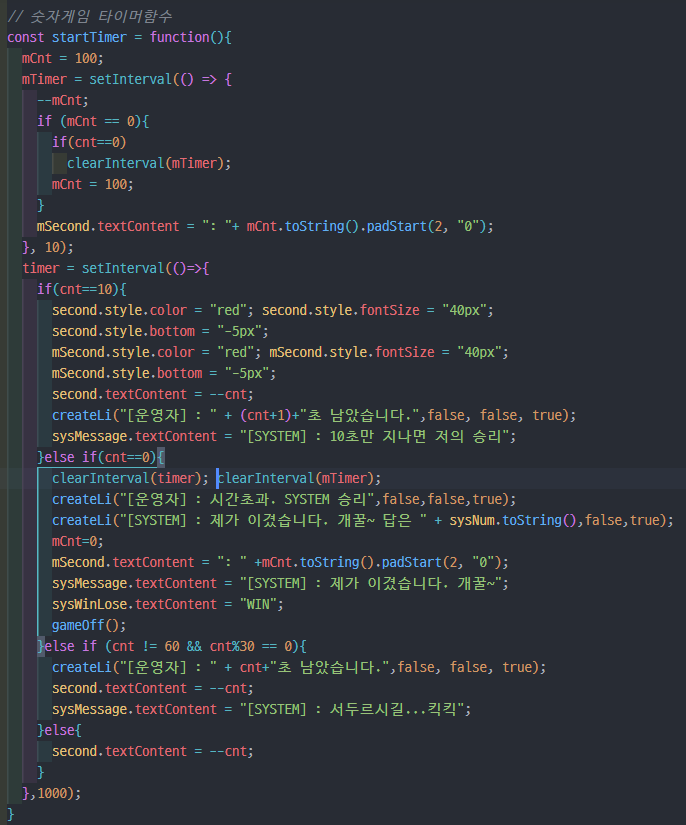 // 숫자게임 타이머함수
const startTimer = function(){
mCnt = 100;
mTimer = setInterval(() => {
--mCnt;
if (mCnt == 0){
if(cnt==0)
clearInterval(mTimer);
mCnt = 100;
}
mSecond.textContent = ": "+ mCnt.toString().padStart(2, "0");
}, 10);
timer = setInterval(()=>{
if(cnt==10){
second.style.color = "red"; second.style.fontSize = "40px";
second.style.bottom = "-5px";
mSecond.style.color = "red"; mSecond.style.fontSize = "40px";
mSecond.style.bottom = "-5px";
second.textContent = --cnt;
createLi("[운영자] : " + (cnt+1)+"초 남았습니다.",false, false, true);
sysMessage.textContent = "[SYSTEM] : 10초만 지나면 저의 승리";
}else if(cnt==0){
clearInterval(timer); clearInterval(mTimer);
createLi("[운영자] : 시간초과. SYSTEM 승리",false,false,true);
createLi("[SYSTEM] : 제가 이겼습니다. 개꿀~ 답은 " + sysNum.toString(),false,true);
mCnt=0;
mSecond.textContent = ": " +mCnt.toString().padStart(2, "0");
sysMessage.textContent = "[SYSTEM] : 제가 이겼습니다. 개꿀~";
sysWinLose.textContent = "WIN";
gameOff();
}else if (cnt != 60 && cnt%30 == 0){
createLi("[운영자] : " + cnt+"초 남았습니다.",false, false, true);
second.textContent = --cnt;
sysMessage.textContent = "[SYSTEM] : 서두르시길...킥킥";
}else{
second.textContent = --cnt;
}
},1000);
}